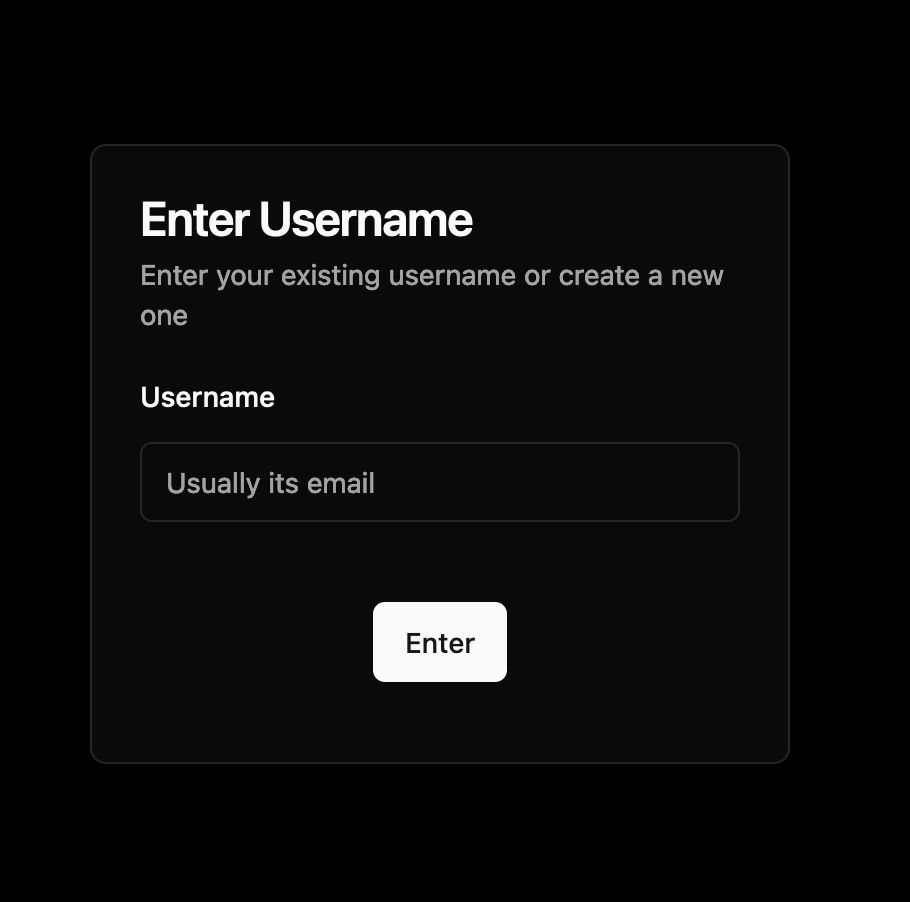 Enter Username
Enter your existing username or create a new
one
Username
Usually its email
Enter